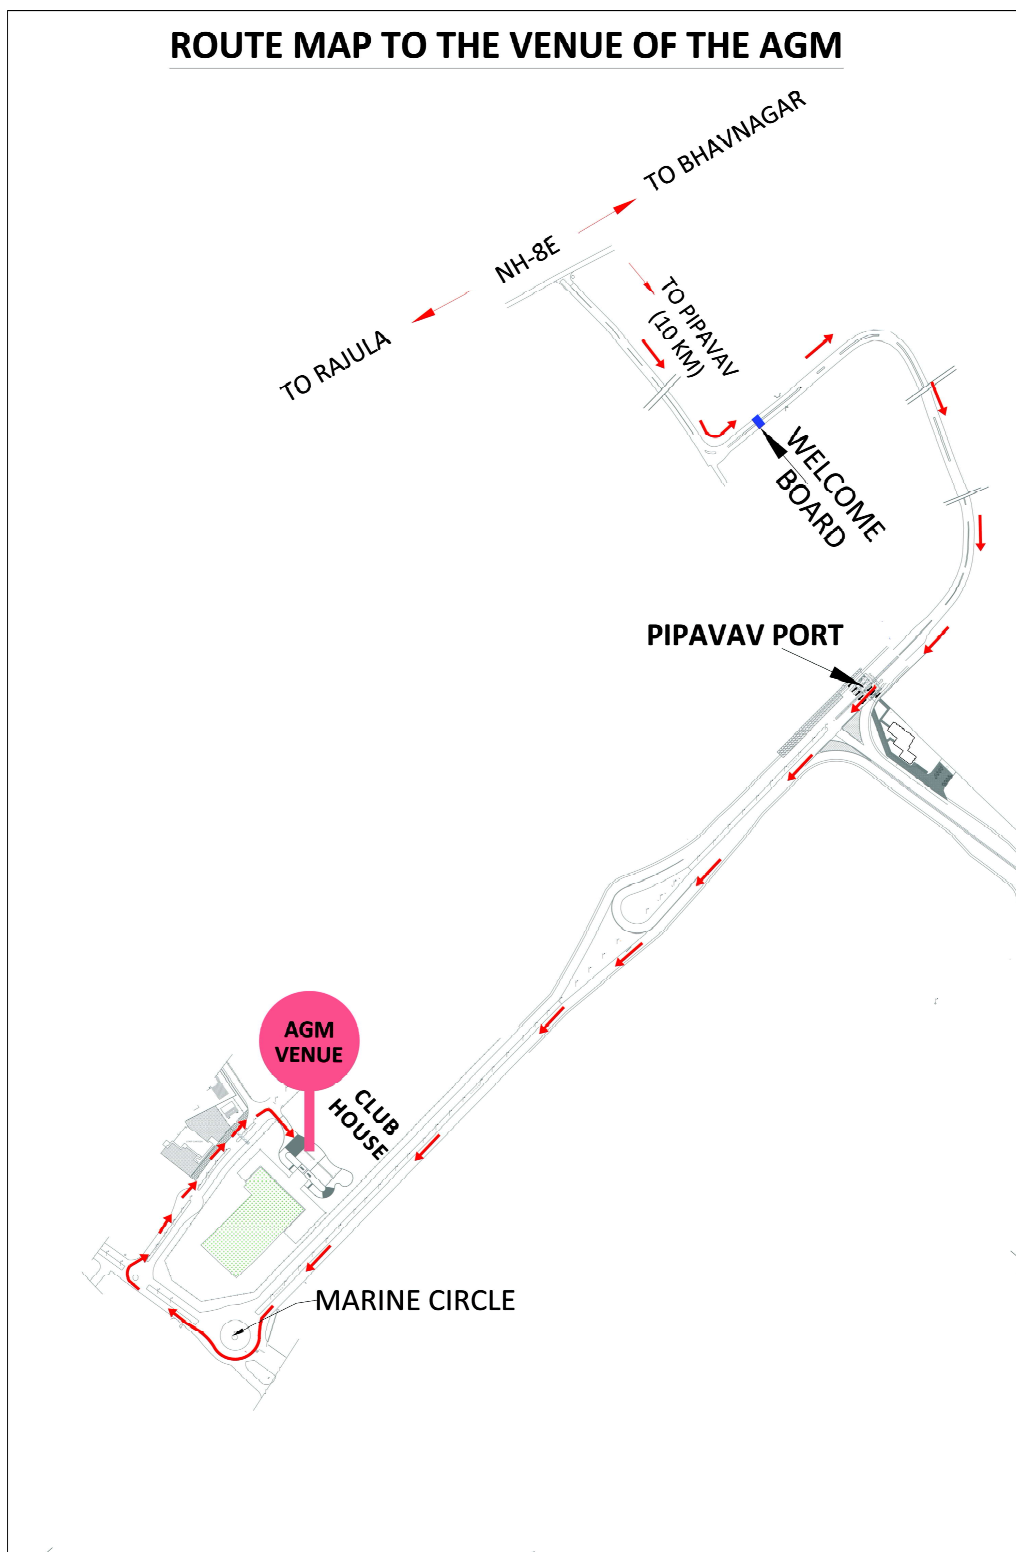 ROUTE MAP TO THE VENUE OF THE AGM
TO BHAVNAGAR
NH-8E
TO RAJULA
TO PIPAVAV
(10 KM)
WELCOME
BOARD
PIPAVAV PORT
AGM
VENUE
CLUB
HOUSE
MARINE CIRCLE